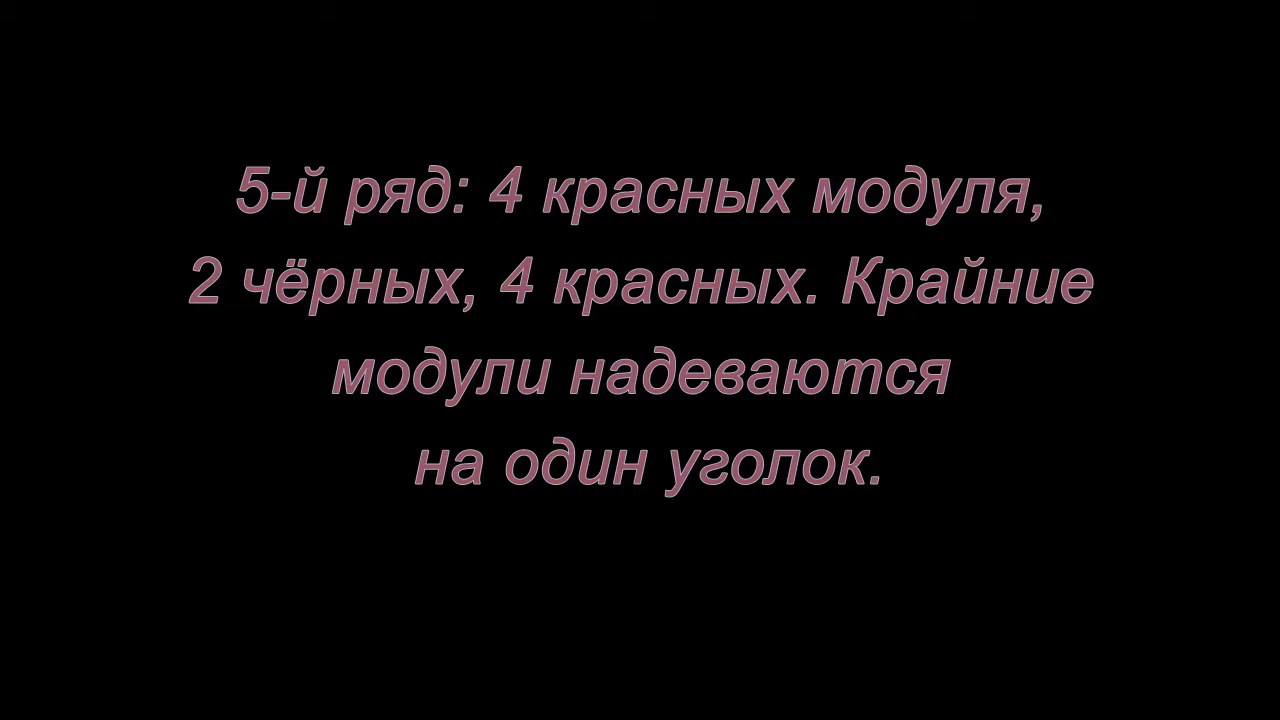 5-й ряд: 4 красных модуля,
2 чёрных, 4 красных. Крайние
модули надеваются
на один уголок.